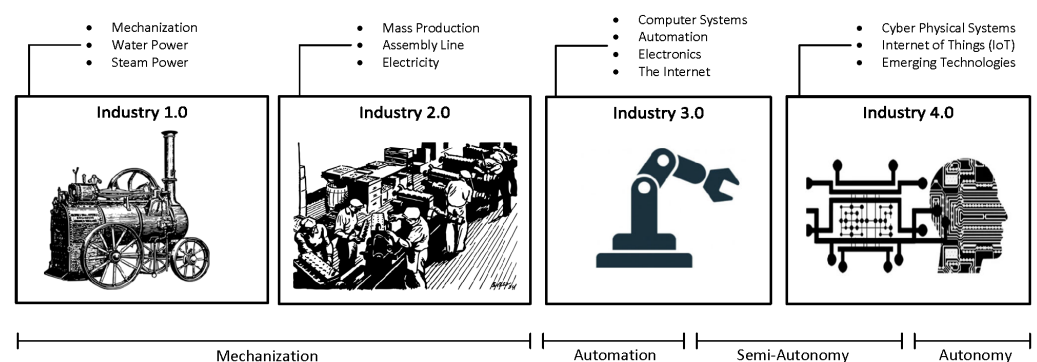 Mechanization
Water Power
Steam Power
Mass Production
Assembly Line
Electricity
Computer Systems
Automation
Electronics
The Internet
Cyber Physical Systems
Internet of Things (IoT)
Emerging Technologies
Industry 1.0
Industry 2.0
Industry 3.0
Industry 4.0
Mechanization
Automation
Semi-Autonomy
Autonomy